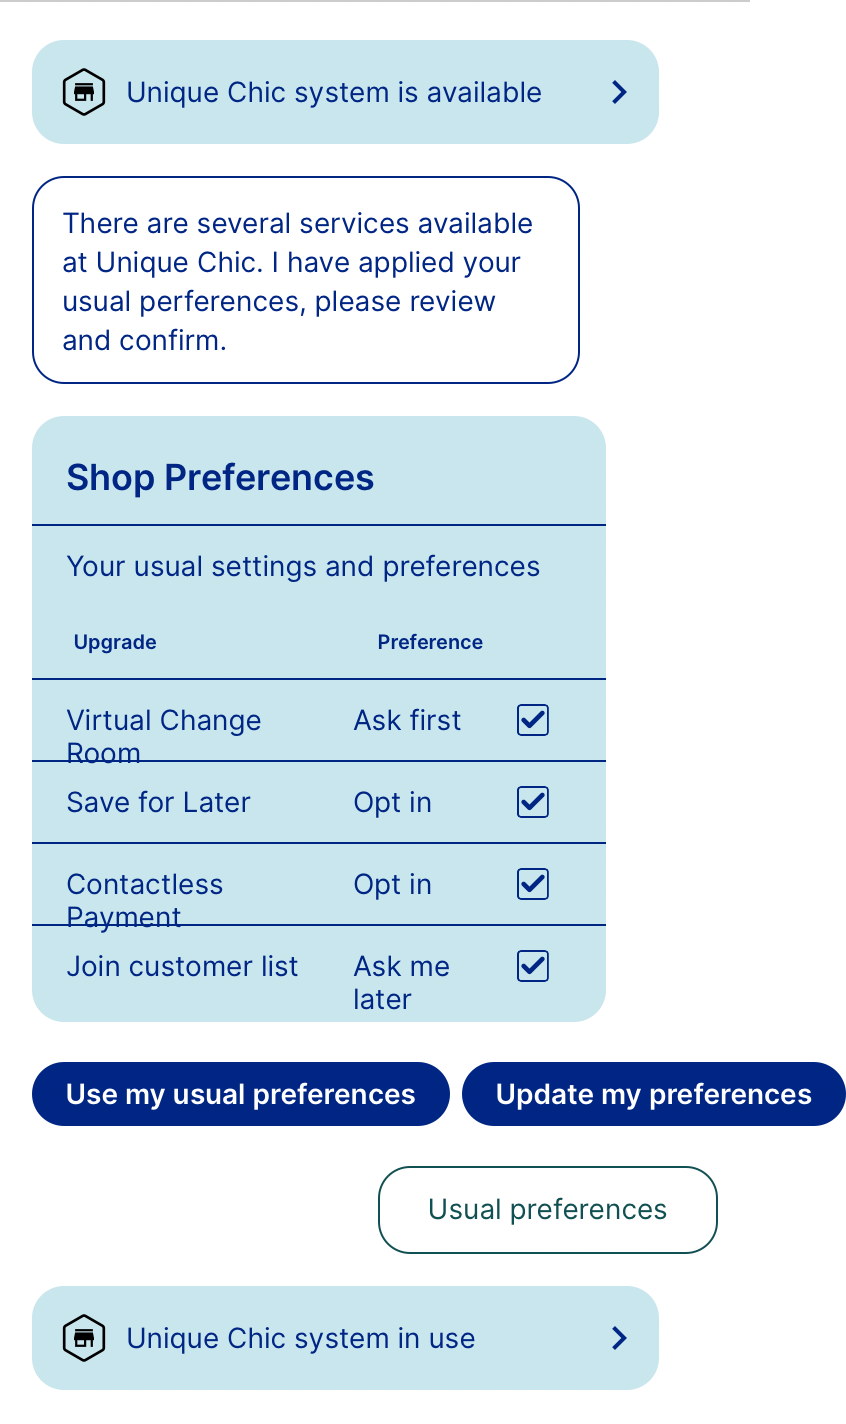 Unique Chic system is available
There are several services available
at Unique Chic. I have applied your
usual perferences, please review
and confirm.
Shop Preferences
Your usual settings and preferences
Upgrade Preference
Virtual Change Ask first
Room
Save for Later Opt in
Contactless Opt in
Payment
Join customer list Ask me
later
Use my usual preferences Update my preferences
Usual preferences
Unique Chic system in use